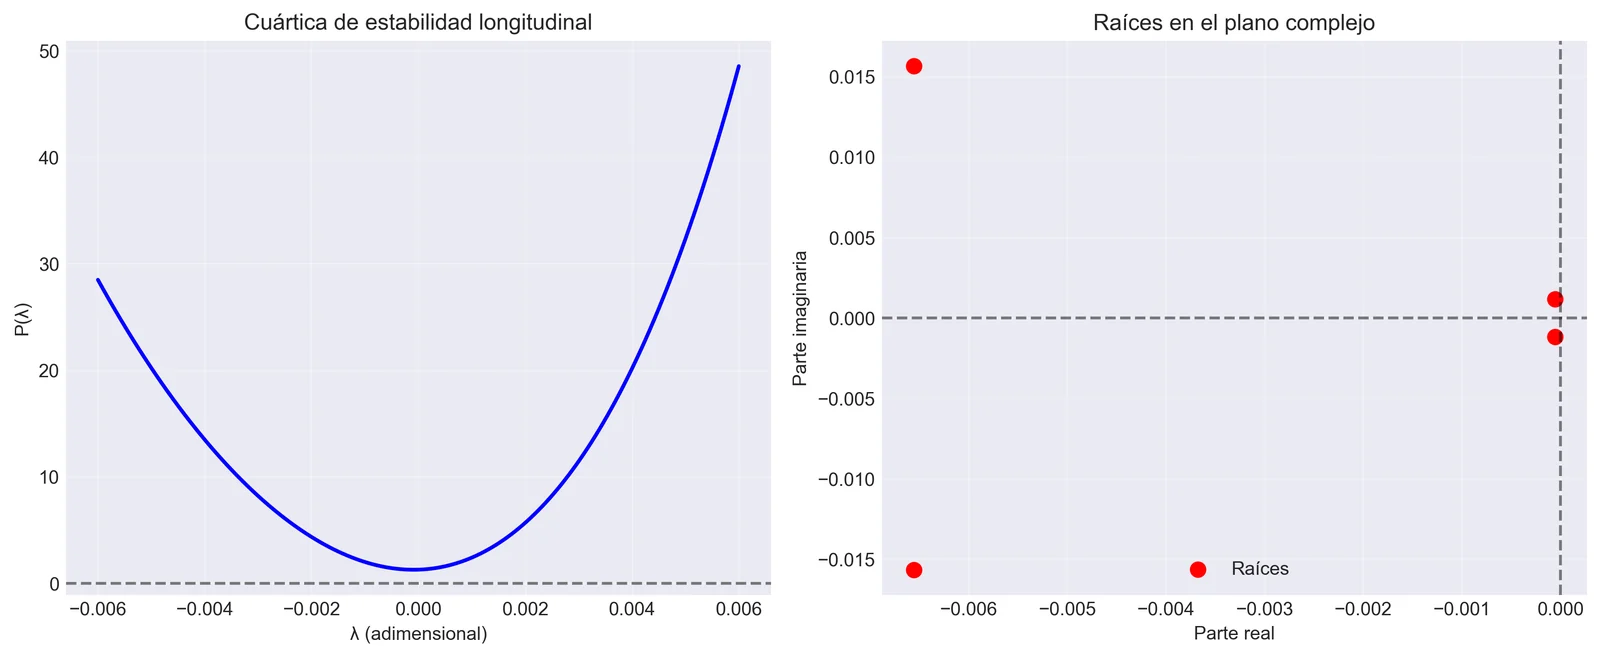 Cuártica de estabilidad longitudinal
50
40
30
20
10
0
P(λ)
−0.006 −0.004 −0.002 0.000 0.002 0.004 0.006
λ (adimensional)
Raíces en el plano complejo
0.015
0.010
0.005
0.000
−0.005
−0.010
−0.015
Parte imaginaria
Raíces
−0.006 −0.005 −0.004 −0.003 −0.002 −0.001 0.000
Parte real